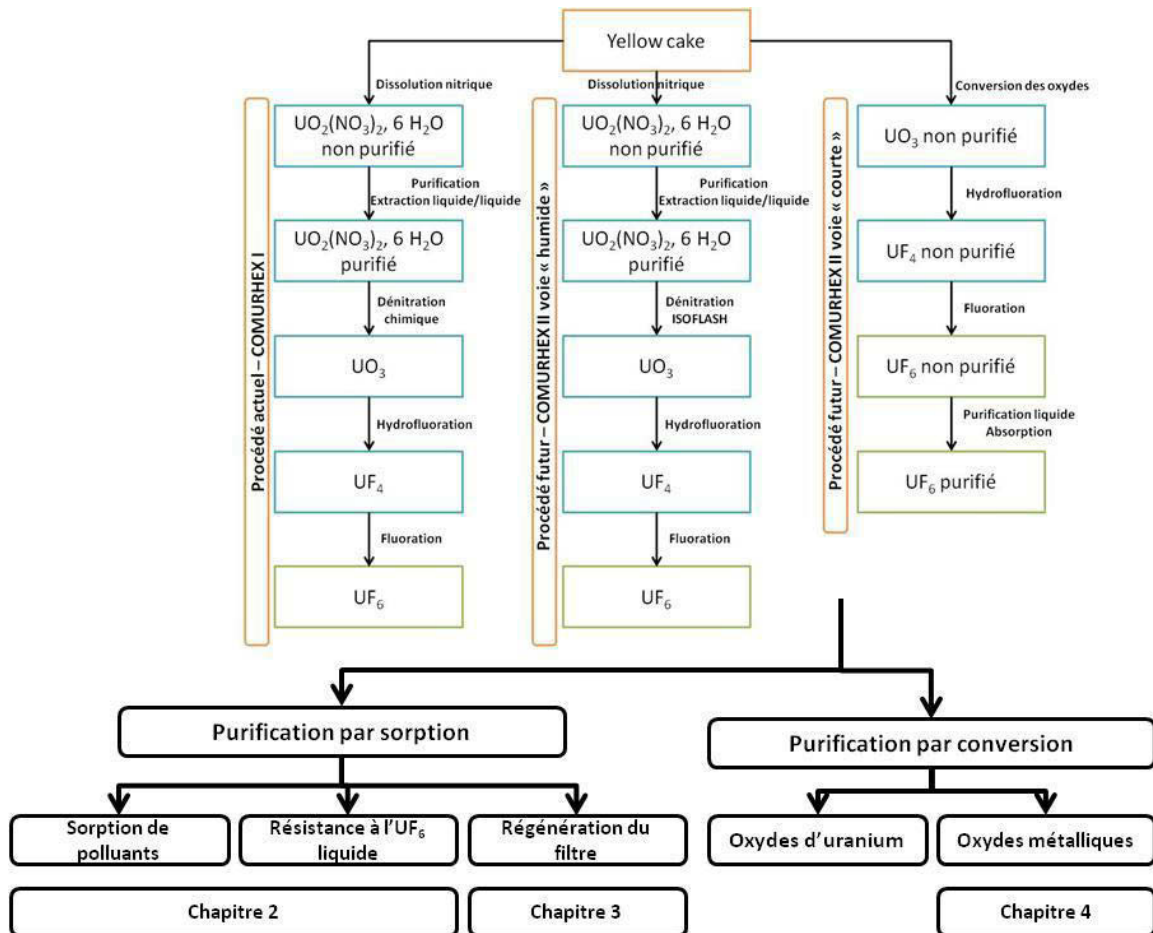 Yellow cake
Dissolution nitrique
Dissolution nitrique
Conversion des oxydes
Procédé actuel – COMURHEX I
UO₂(NO₃)₂, 6 H₂O
non purifié
Purification
Extraction liquide/liquide
UO₂(NO₃)₂, 6 H₂O
purifié
Dénitration
chimique
UO₃
Hydrofluoration
UF₄
Fluoration
UF₆
Procédé futur – COMURHEX II voie « humide »
UO₂(NO₃)₂, 6 H₂O
non purifié
Purification
Extraction liquide/liquide
UO₂(NO₃)₂, 6 H₂O
purifié
Dénitration
ISOFLASH
UO₃
Hydrofluoration
UF₄
Fluoration
UF₆
Procédé futur – COMURHEX II voie « courte »
UO₃ non purifié
Hydrofluoration
UF₄ non purifié
Fluoration
UF₆ non purifié
Purification liquide
Absorption
UF₆ purifié
Purification par sorption
Purification par conversion
Sorption de
polluants
Résistance à l'UF₆
liquide
Régénération du
filtre
Oxydes d'uranium
Oxydes métalliques
Chapitre 2
Chapitre 3
Chapitre 4